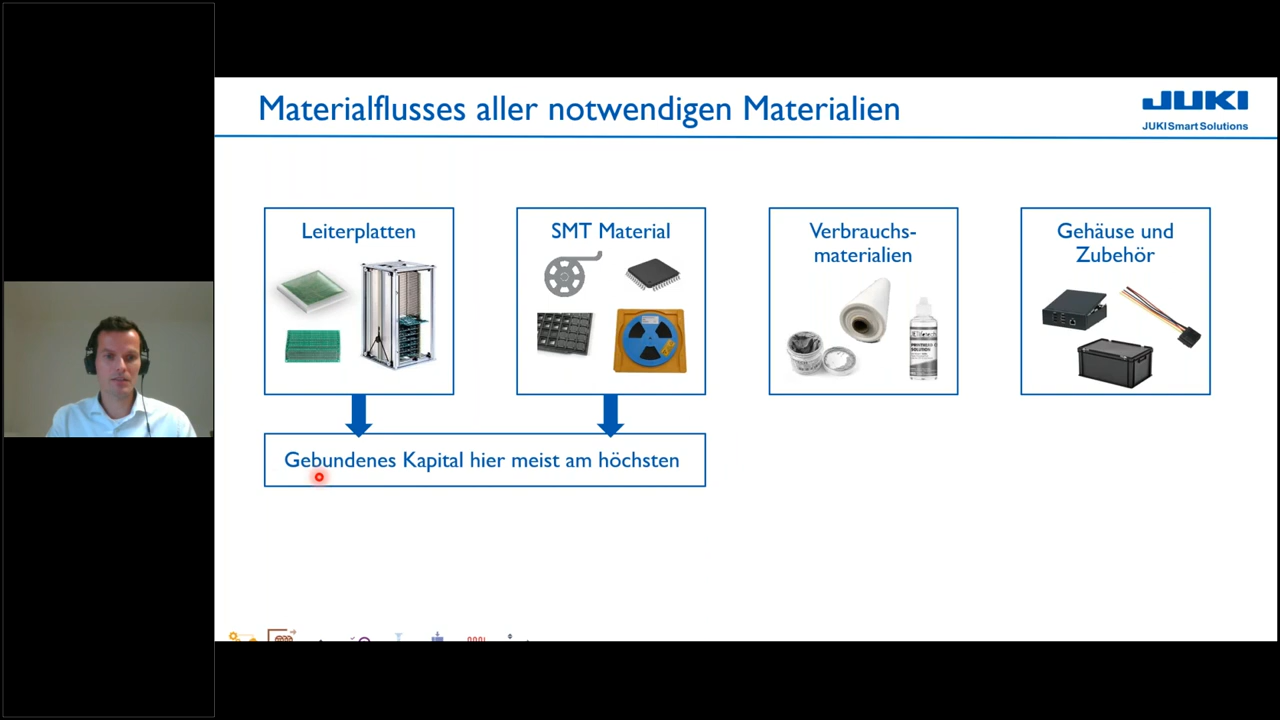 Materialflusses aller notwendigen Materialien
JUKI
JUKI Smart Solutions
Leiterplatten
SMT Material
Verbrauchs-
materialien
Gehäuse und
Zubehör
SOLUTION
Gebundenes Kapital hier meist am höchsten